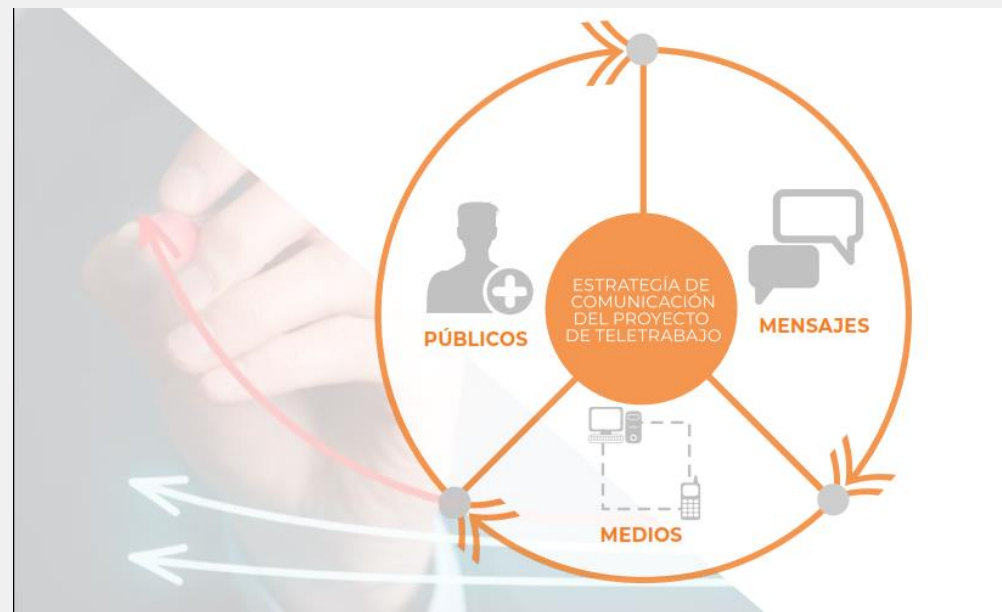 ESTRATEGÍA DE
COMUNICACIÓN
DEL PROYECTO
DE TELETRABAJO
PÚBLICOS
MENSAJES
MEDIOS